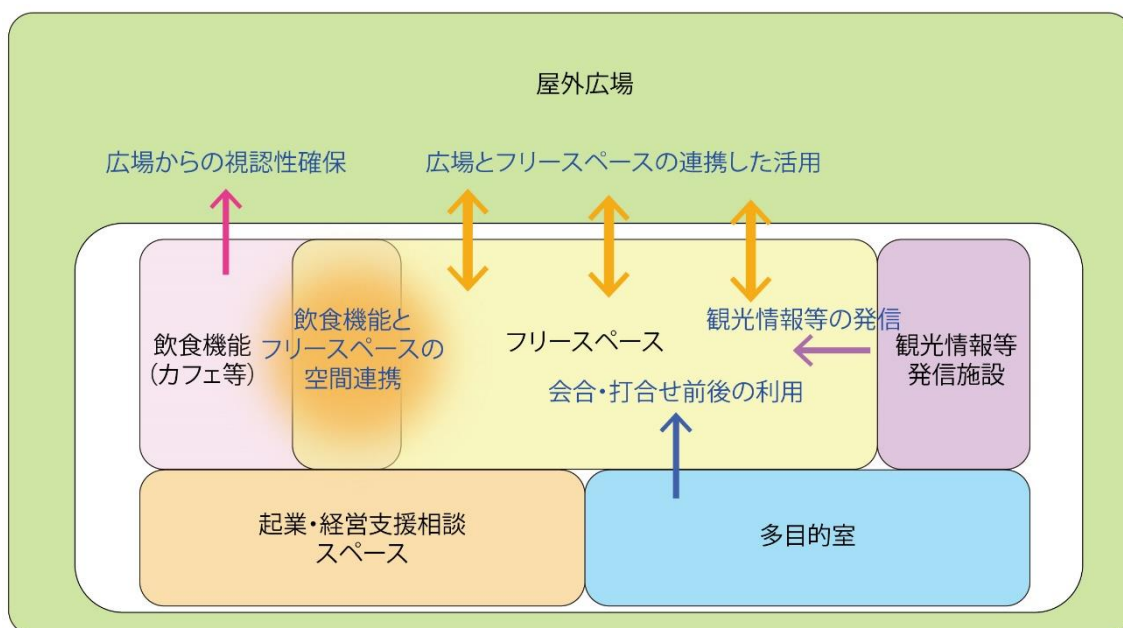 屋外広場
広場からの視認性確保
広場とフリースペースの連携した活用
飲食機能
(カフェ等)
飲食機能と
フリースペースの
空間連携
フリースペース
観光情報等の発信
観光情報等
発信施設
会合・打合せ前後の利用
起業・経営支援相談
スペース
多目的室